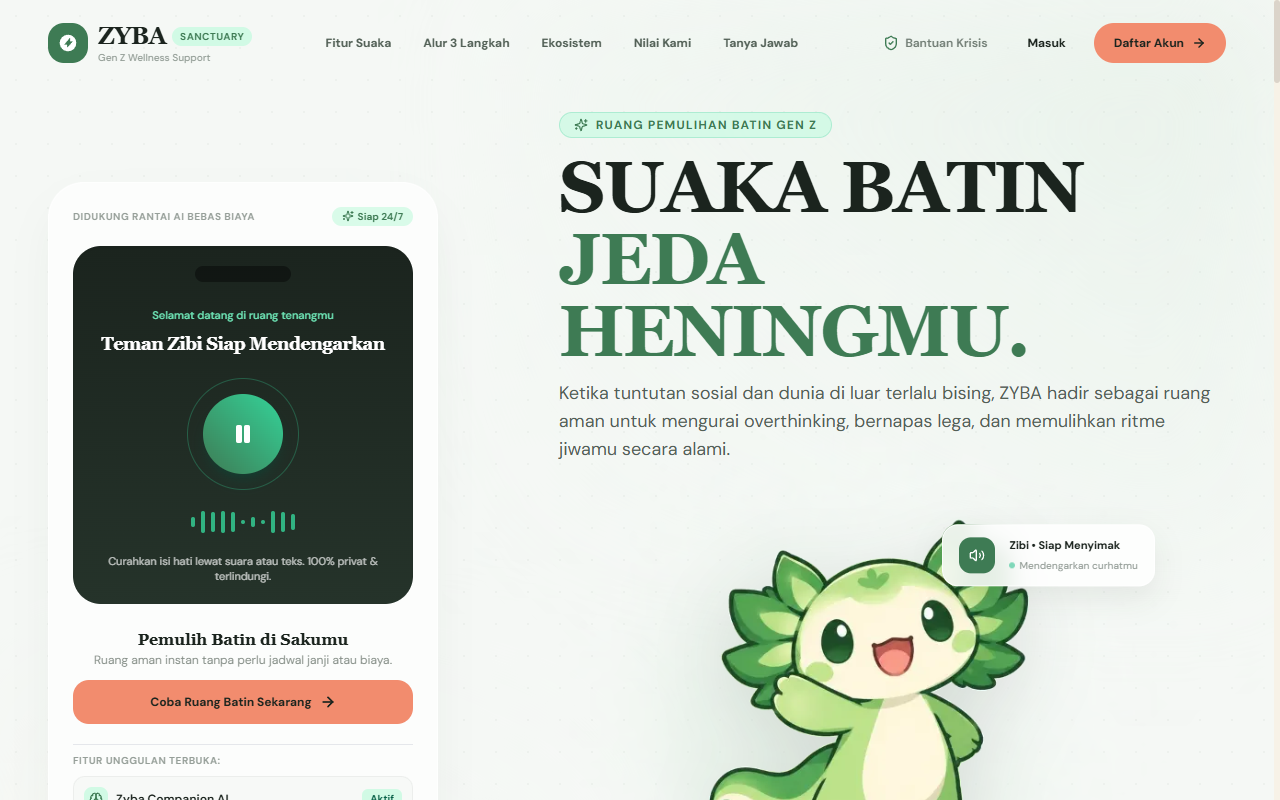 ZYBA SANCTUARY
Gen Z Wellness Support
Fitur Suaka
Alur 3 Langkah
Ekosistem
Nilai Kami
Tanya Jawab
Bantuan Krisis
Masuk
Daftar Akun
DIDUKUNG RANTAI AI BEBAS BIAYA
Siap 24/7
Selamat datang di ruang tenangmu
Teman Zibi Siap Mendengarkan
Curahkan isi hati lewat suara atau teks. 100% privat &
terlindungi.
Pemulih Batin di Sakumu
Ruang aman instan tanpa perlu jadwal janji atau biaya.
Coba Ruang Batin Sekarang
FITUR UNGGULAN TERBUKA:
Zyba Companion AI
Aktif
RUANG PEMULIHAN BATIN GEN Z
SUAKA BATIN
JEDA
HENINGMU.
Ketika tuntutan sosial dan dunia di luar terlalu bising, ZYBA hadir sebagai ruang
aman untuk mengurai overthinking, bernapas lega, dan memulihkan ritme
jiwamu secara alami.
Zibi • Siap Menyimak
Mendengarkan curhatmu